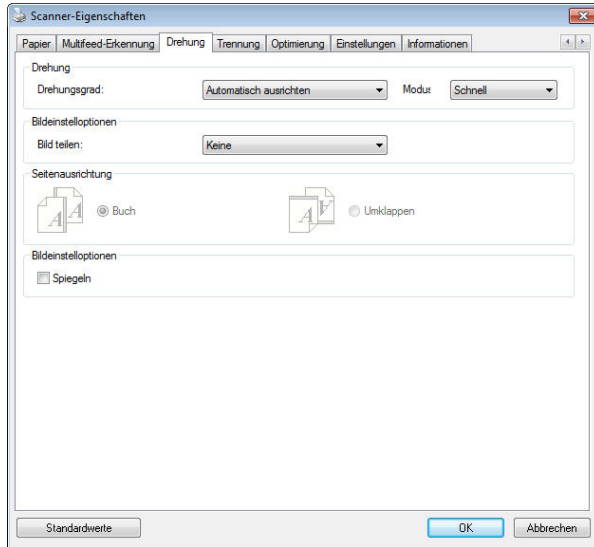 Scanner-Eigenschaften
Papier Multifeed-Erkennung Drehung Trennung Optimierung Einstellungen Informationen
Drehung
Drehungsgrad: Automatisch ausrichten Modus Schnell
Bildeinstelloptionen
Bild teilen: Keine
Seitenausrichtung
A A Buch A A Umklappen
Bildeinstelloptionen
Spiegeln
Standardwerte OK Abbrechen